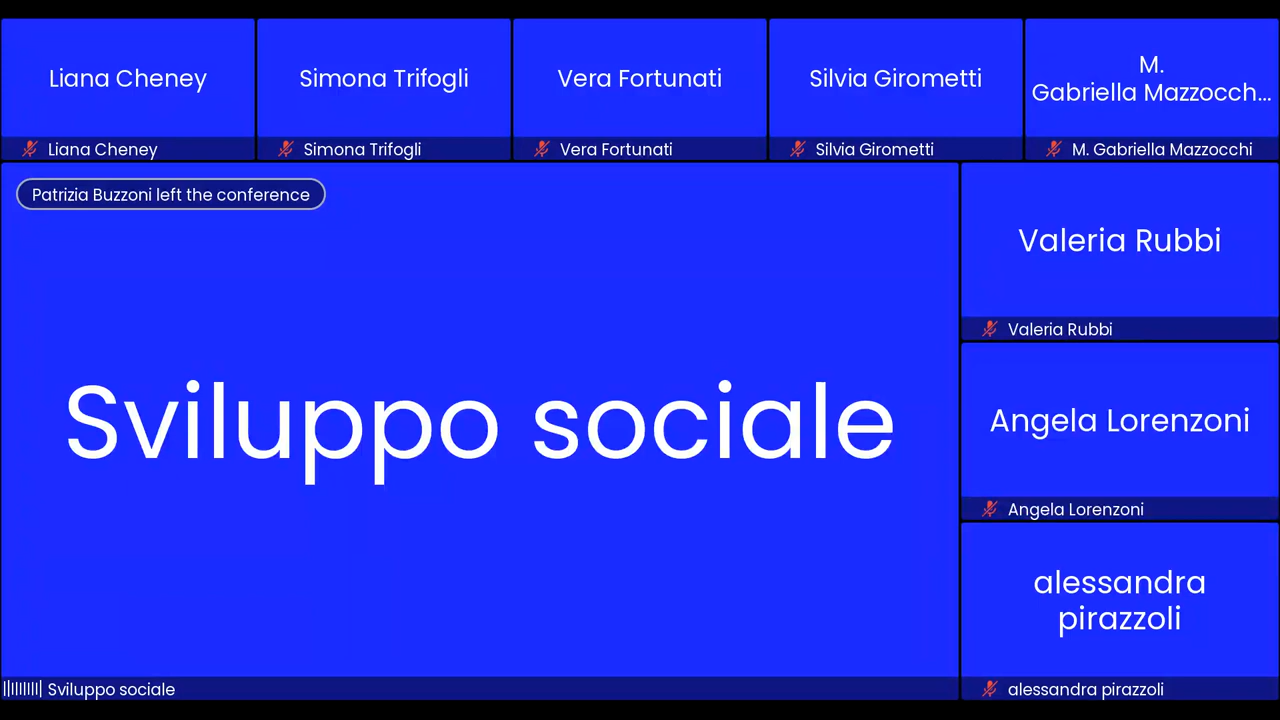 Liana Cheney
Simona Trifogli
Vera Fortunati
Silvia Girometti
M.
Gabriella Mazzocch...
Liana Cheney
Simona Trifogli
Vera Fortunati
Silvia Girometti
M. Gabriella Mazzocchi
Patrizia Buzzoni left the conference
Sviluppo sociale
Sviluppo sociale
Valeria Rubbi
Valeria Rubbi
Angela Lorenzoni
Angela Lorenzoni
alessandra
pirazzoli
alessandra pirazzoli